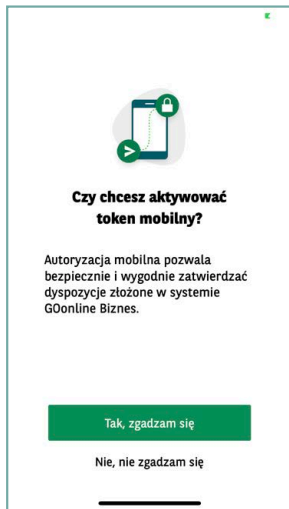 Czy chcesz aktywować
token mobilny?
Autoryzacja mobilna pozwala
bezpiecznie i wygodnie zatwierdzać
dyspozycje złożone w systemie
GOonline Biznes.
Tak, zgadzam się
Nie, nie zgadzam się